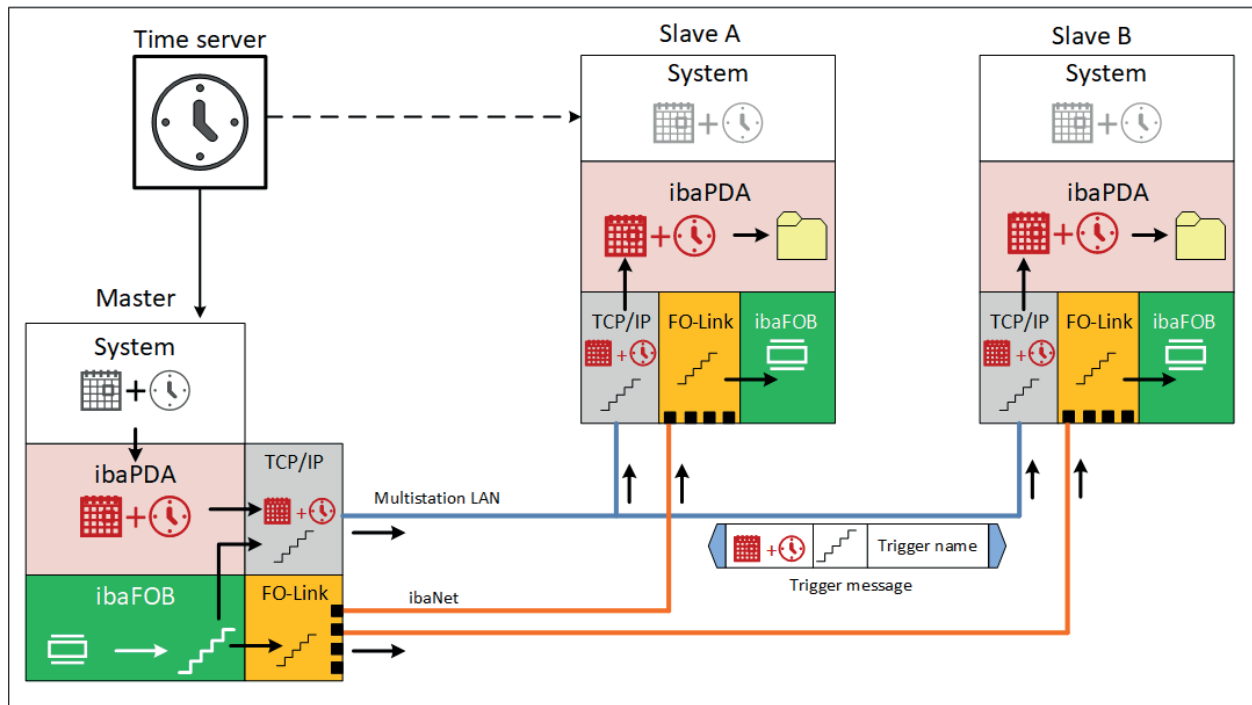 Time server
Slave A
Slave B
System
System
ibaPDA
ibaPDA
Master
TCP/IP
FO-Link
ibaFOB
TCP/IP
FO-Link
ibaFOB
System
ibaPDA
TCP/IP
Multistation LAN
Trigger name
Trigger message
ibaFOB
FO-Link
ibaNet